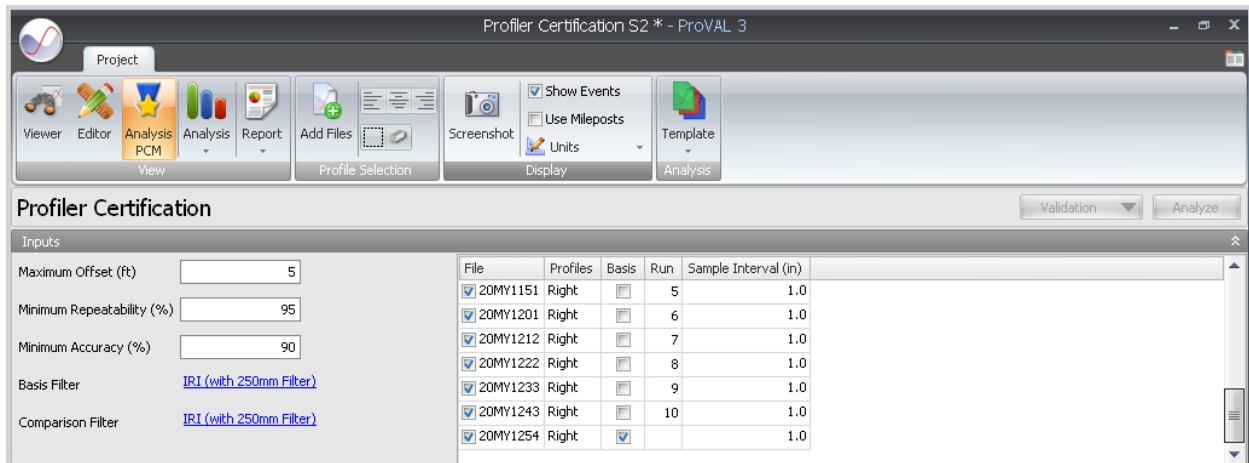 Profiler Certification S2 * - ProVAL 3
Project
Viewer Editor Analysis PCM Analysis Report
View
Add Files
Profile Selection
Screenshot
Show Events
Use Mileposts
Units
Display
Template
Analysis
Profiler Certification
Validation Analyze
Inputs
Maximum Offset (ft) 5
Minimum Repeatability (%) 95
Minimum Accuracy (%) 90
Basis Filter IRI (with 250mm Filter)
Comparison Filter IRI (with 250mm Filter)
File Profiles Basis Run Sample Interval (in)
20MY1151 Right 5 1.0
20MY1201 Right 6 1.0
20MY1212 Right 7 1.0
20MY1222 Right 8 1.0
20MY1233 Right 9 1.0
20MY1243 Right 10 1.0
20MY1254 Right 1.0